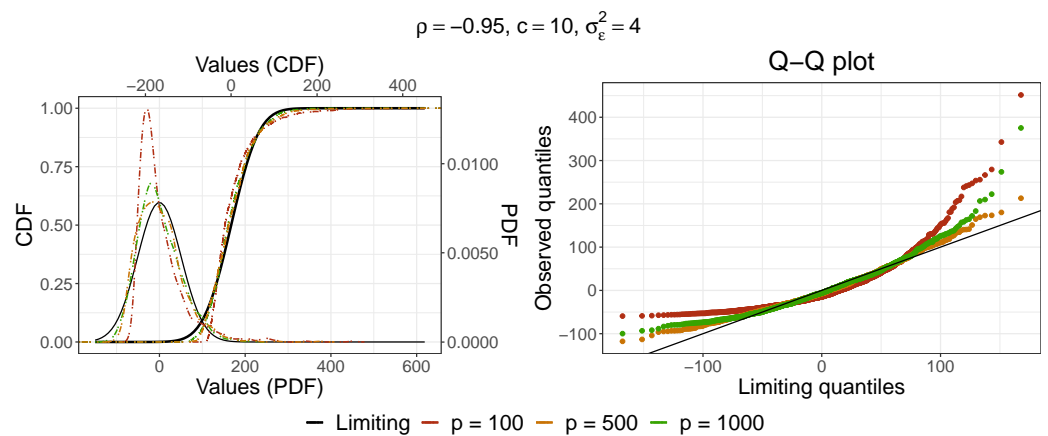 ρ = −0.95, c = 10, σ²_ε = 4
Values (CDF)
−200 0 200 400
Q−Q plot
CDF
1.00
0.75
0.50
0.25
0.00
PDF
0.0100
0.0050
0.0000
0 200 400 600
Values (PDF)
Observed quantiles
400
300
200
100
0
−100
−100 0 100
Limiting quantiles
Limiting p = 100 p = 500 p = 1000